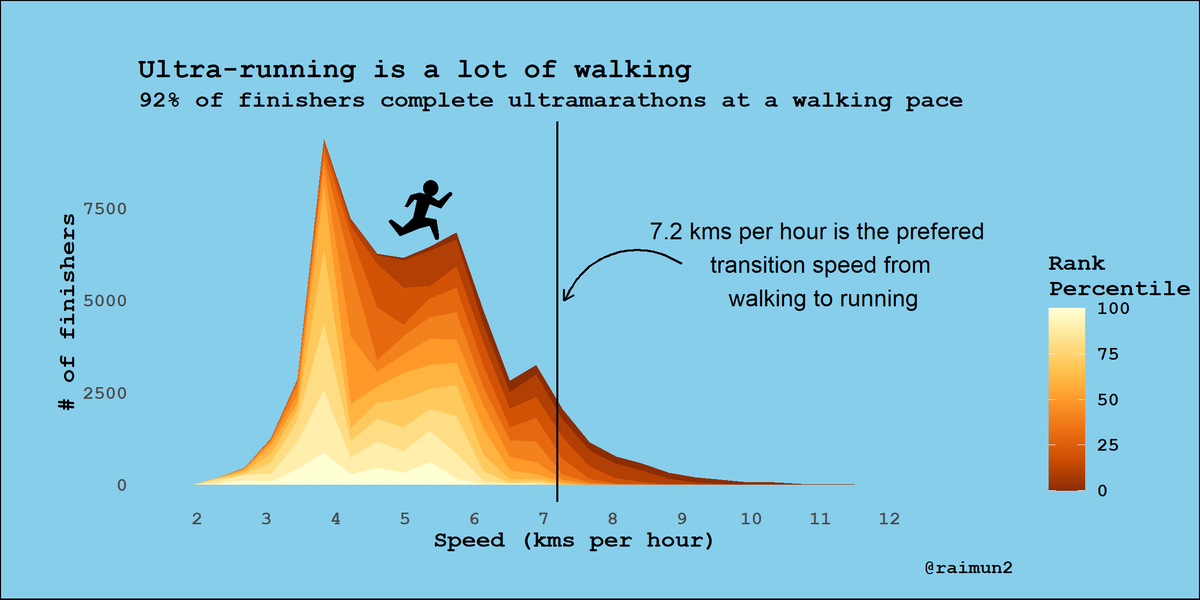 Ultra-running is a lot of walking
92% of finishers complete ultramarathons at a walking pace
7.2 kms per hour is the prefered
transition speed from
walking to running
# of finishers
7500
5000
2500
0
2 3 4 5 6 7 8 9 10 11 12
Speed (kms per hour)
Rank
Percentile
100
75
50
25
0
@raimun2